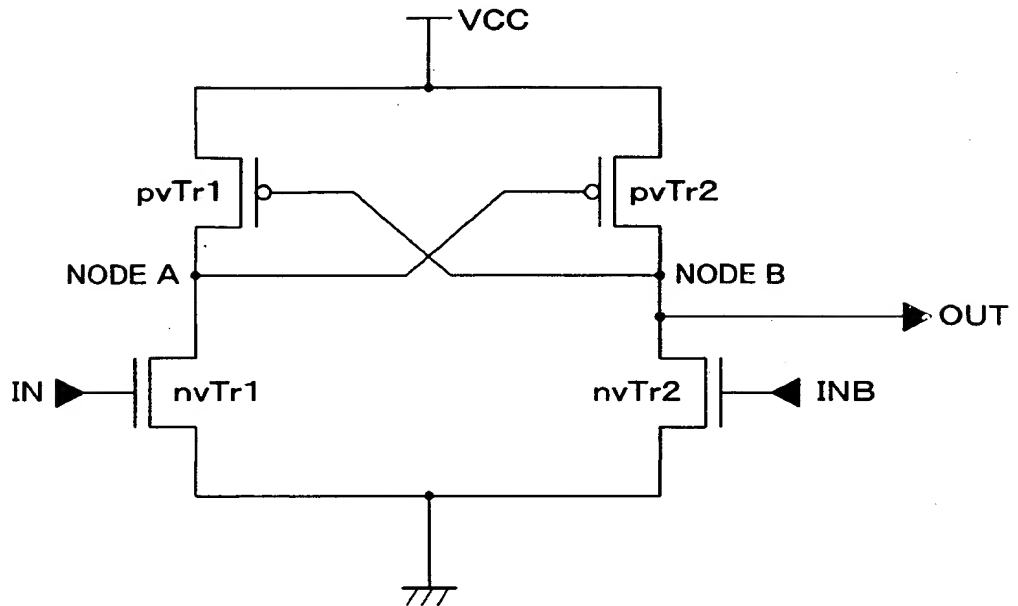 VCC
pvTr1
pvTr2
NODE A
NODE B
OUT
IN
nvTr1
nvTr2
INB